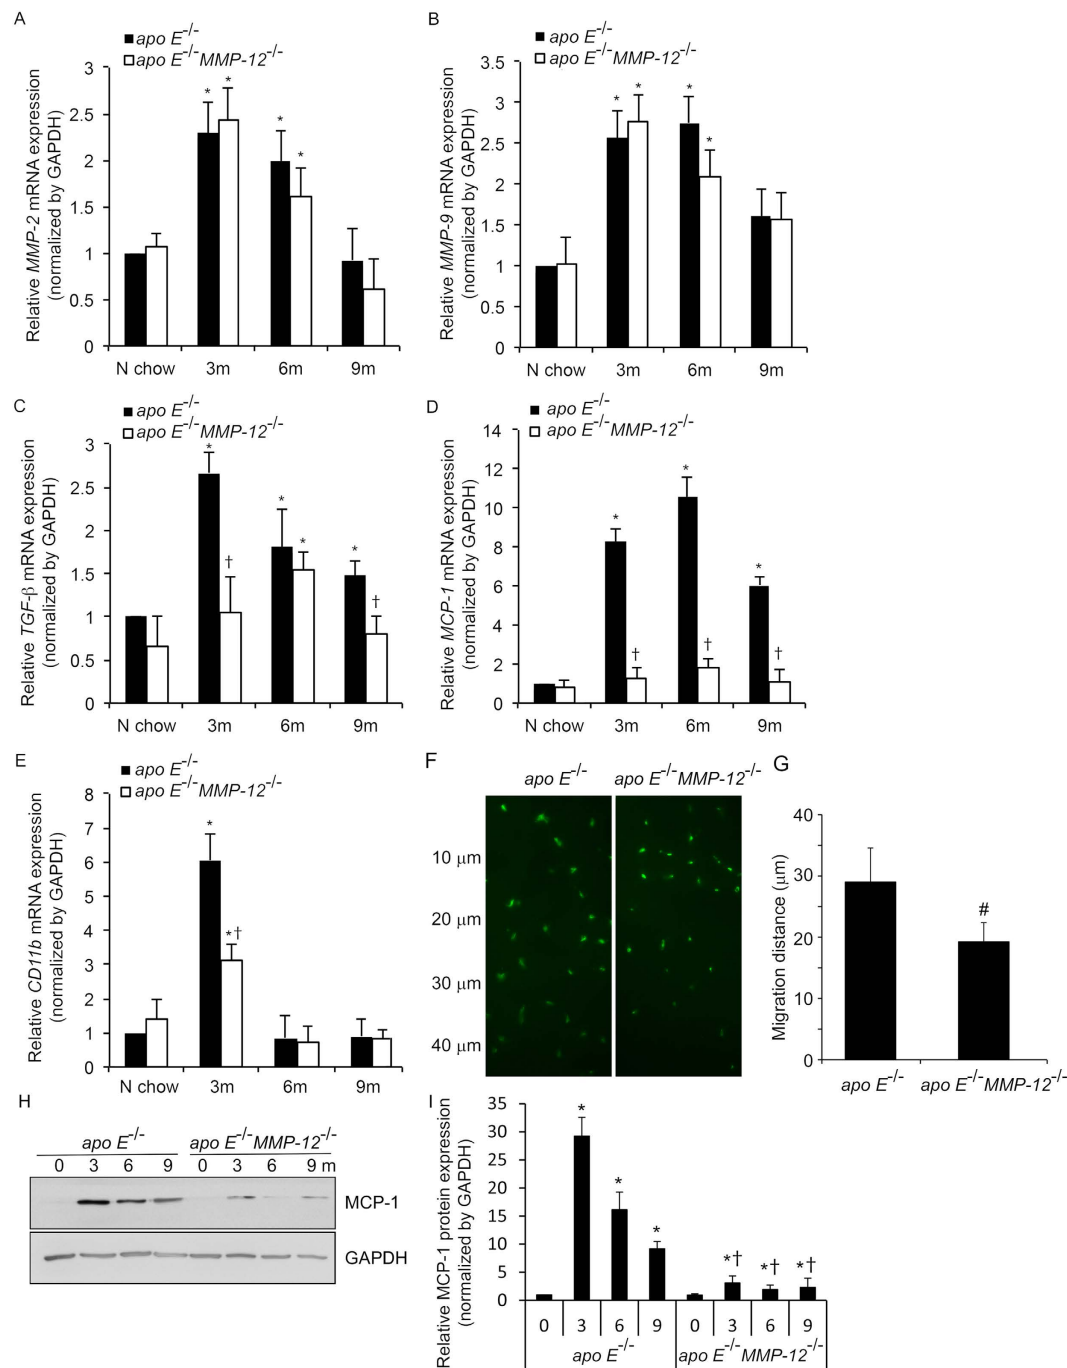 A
apo E-/-
apo E-/-MMP-12-/-
Relative MMP-2 mRNA expression
(normalized by GAPDH)
3
2.5
2
1
0.5
0
* * * *
N chow 3m 6m 9m
B
apo E-/-
apo E-/-MMP-12-/-
Relative MMP-9 mRNA expression
(normalized by GAPDH)
3.5
3
2.5
2
1.5
1
0.5
0
* * * *
N chow 3m 6m 9m
C
apo E-/-
apo E-/-MMP-12-/-
Relative TGF-β mRNA expression
(normalized by GAPDH)
3
2.5
2
1.5
1
0.5
0
* † * * * †
N chow 3m 6m 9m
D
apo E-/-
apo E-/-MMP-12-/-
Relative MCP-1 mRNA expression
(normalized by GAPDH)
14
12
10
8
6
4
2
0
* † * † * †
N chow 3m 6m 9m
E
apo E-/-
apo E-/-MMP-12-/-
Relative CD11b mRNA expression
(normalized by GAPDH)
8
7
6
5
4
3
2
1
0
* *†
N chow 3m 6m 9m
F
apo E-/- apo E-/-MMP-12-/-
10 μm
20 μm
30 μm
40 μm
G
Migration distance (μm)
40
30
20
10
0
#
apo E-/- apo E-/-MMP-12-/-
H
apo E-/- apo E-/-MMP-12-/-
0 3 6 9 0 3 6 9 m
MCP-1
GAPDH
I
Relative MCP-1 protein expression
(normalized by GAPDH)
35
30
25
20
15
10
5
0
* * * *† *† *†
0 3 6 9 0 3 6 9
apo E-/- apo E-/-MMP-12-/-